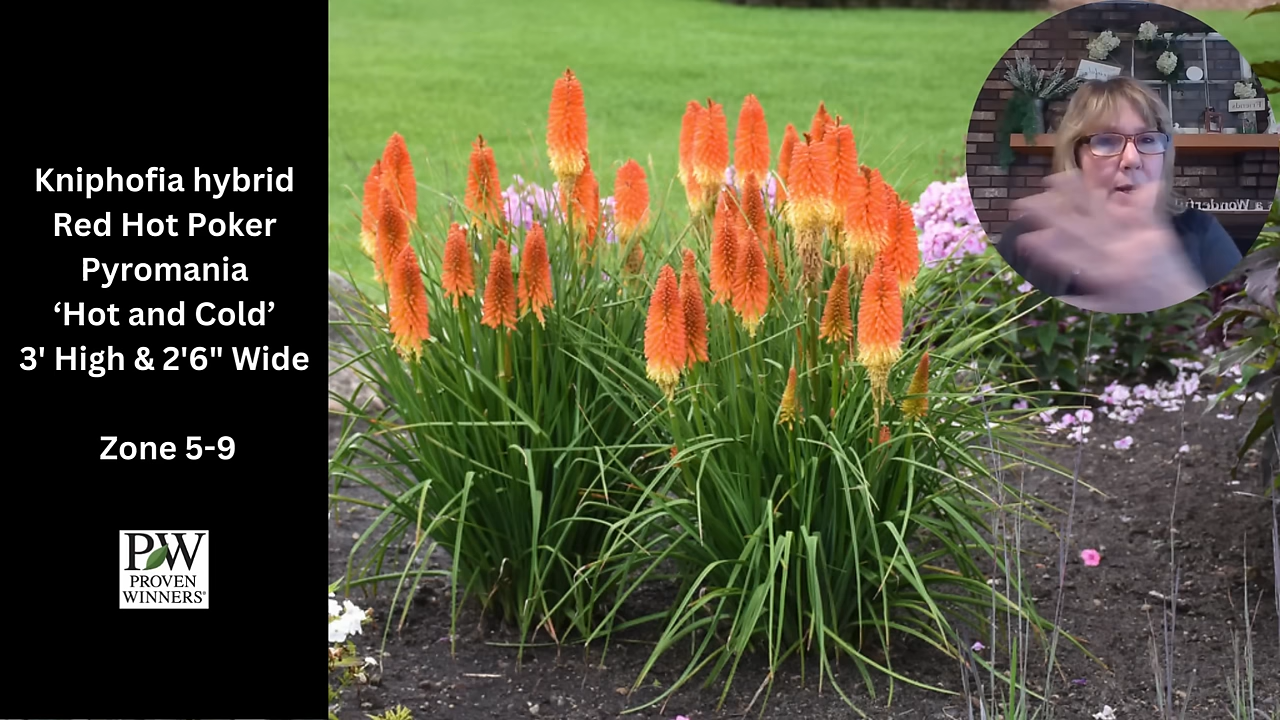 Kniphofia hybrid
Red Hot Poker
Pyromania
‘Hot and Cold’
3' High & 2'6" Wide
Zone 5-9
PW
PROVEN
WINNERS®